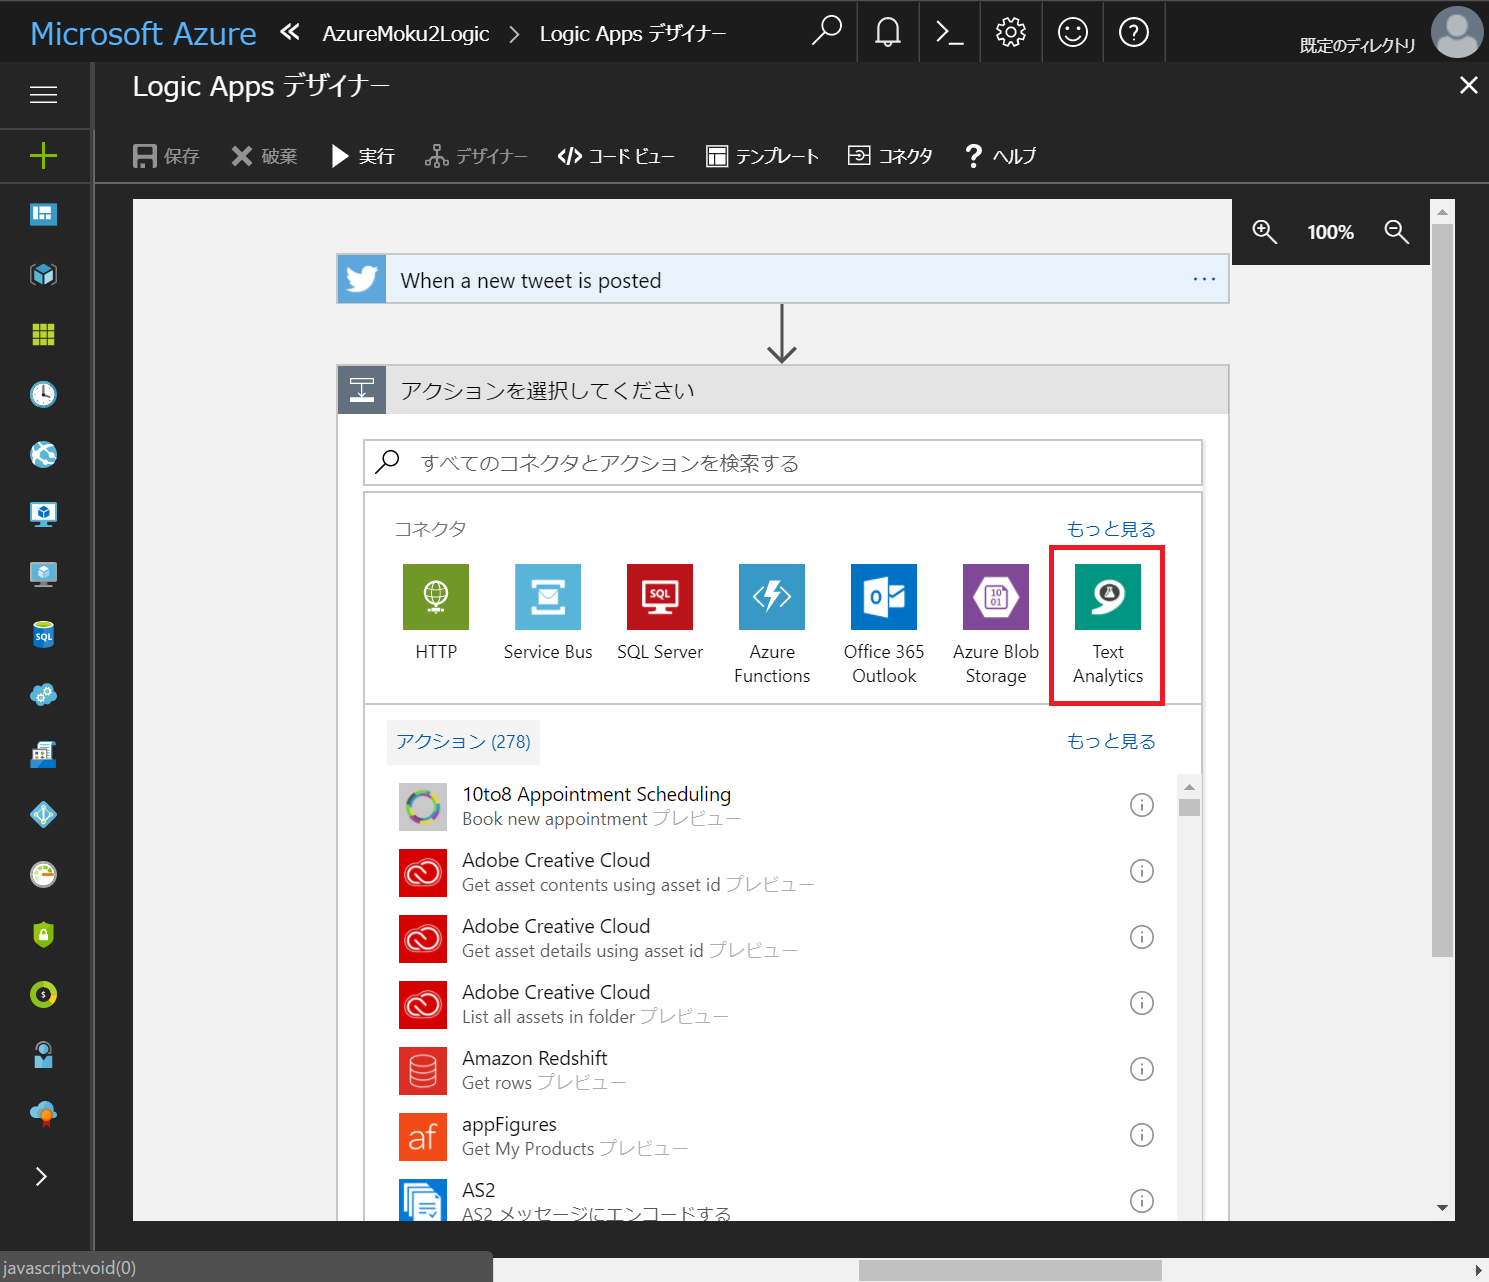 Microsoft Azure « AzureMoku2Logic > Logic Apps デザイナー
既定のディレクトリ
Logic Apps デザイナー
保存 破棄 実行 デザイナー コード ビュー テンプレート コネクタ ヘルプ
100%
When a new tweet is posted ...
アクションを選択してください
すべてのコネクタとアクションを検索する
コネクタ もっと見る
HTTP
Service Bus
SQL
SQL Server
Azure
Functions
Office 365
Outlook
10
01
Azure Blob
Storage
Text
Analytics
アクション (278) もっと見る
10to8 Appointment Scheduling
Book new appointment プレビュー
Adobe Creative Cloud
Get asset contents using asset id プレビュー
Adobe Creative Cloud
Get asset details using asset id プレビュー
Adobe Creative Cloud
List all assets in folder プレビュー
Amazon Redshift
Get rows プレビュー
af
appFigures
Get My Products プレビュー
AS2
AS2 メッセージにエンコードする
SQL
javascript:void(0)